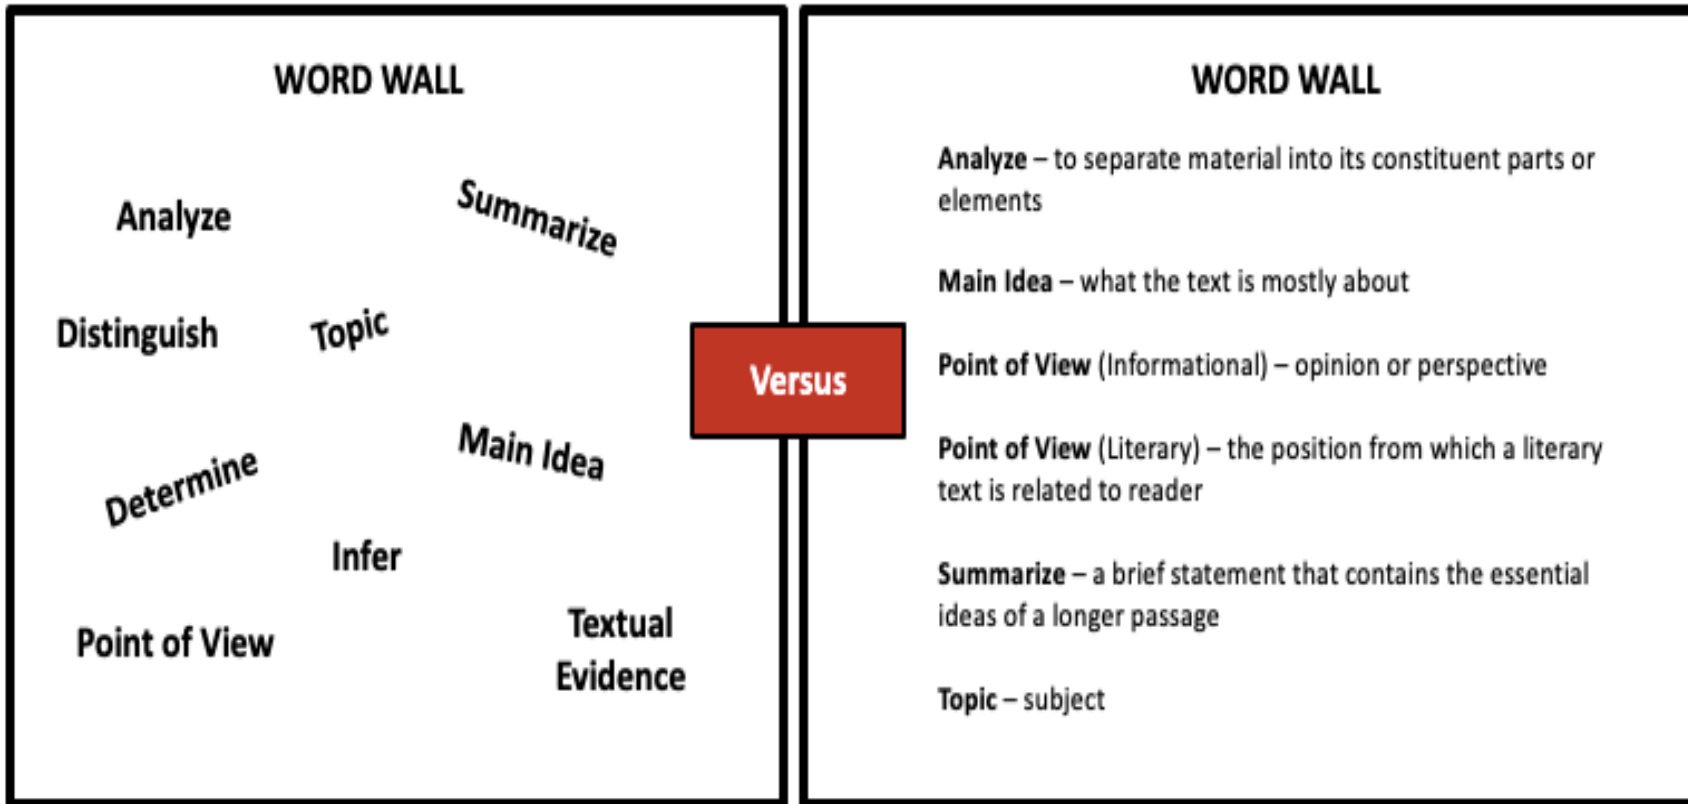 WORD WALL
Analyze
Summarize
Distinguish
Topic
Determine
Main Idea
Infer
Point of View
Textual
Evidence
Versus
WORD WALL
Analyze – to separate material into its constituent parts or
elements
Main Idea – what the text is mostly about
Point of View (Informational) – opinion or perspective
Point of View (Literary) – the position from which a literary
text is related to reader
Summarize – a brief statement that contains the essential
ideas of a longer passage
Topic – subject